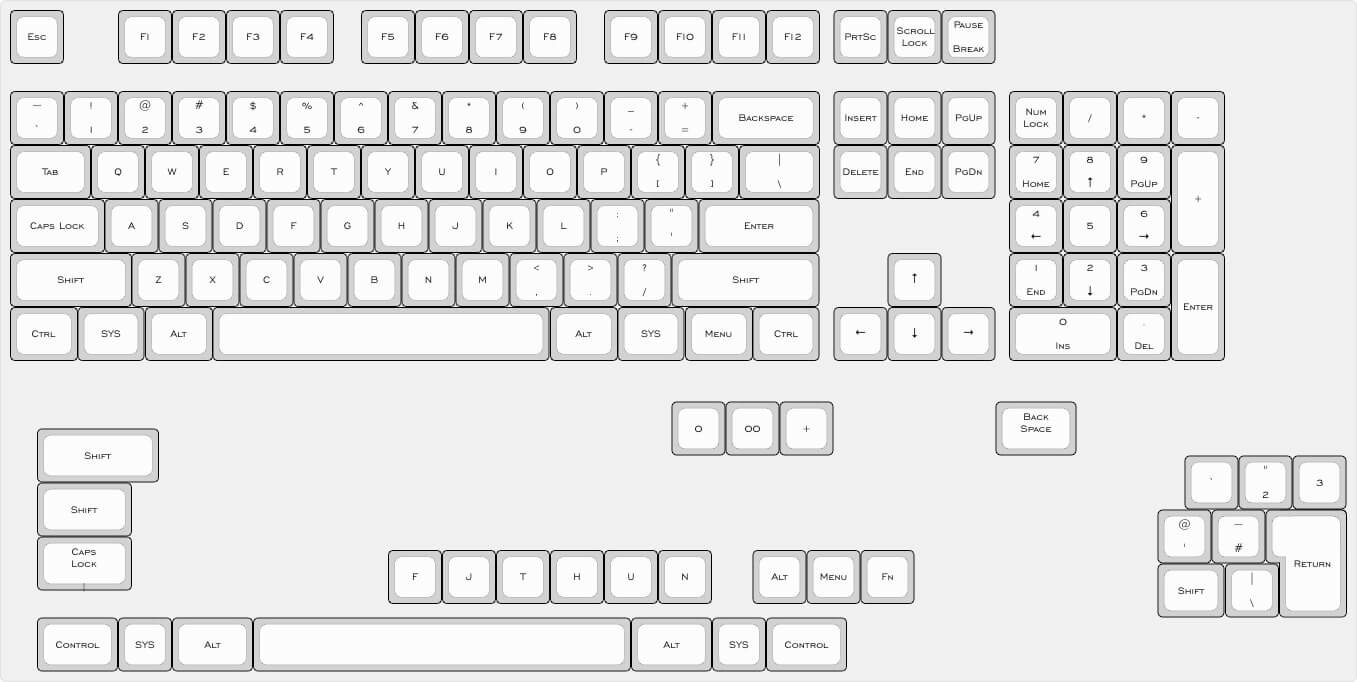 Esc F1 F2 F3 F4 F5 F6 F7 F8 F9 F10 F11 F12 PrtSc Scroll Lock Pause Break
~ ` ! 1 @ 2 # 3 $ 4 % 5 ^ 6 & 7 * 8 ( 9 ) 0 _ - + = Backspace Insert Home PgUp Num Lock / * -
Tab Q W E R T Y U I O P { [ } ] | \ Delete End PgDn 7 Home 8 ↑ 9 PgUp +
Caps Lock A S D F G H J K L : ; " ' Enter 4 ← 5 6 →
Shift Z X C V B N M < , > . ? / Shift ↑ 1 End 2 ↓ 3 PgDn Enter
Ctrl SYS Alt Alt SYS Menu Ctrl ← ↓ → 0 Ins . Del
0 00 + Back Space
Shift
` " 2 3
Shift
@ ' ~ # Return
Caps Lock
F J T H U N Alt Menu Fn
Shift | \
Control SYS Alt Alt SYS Control